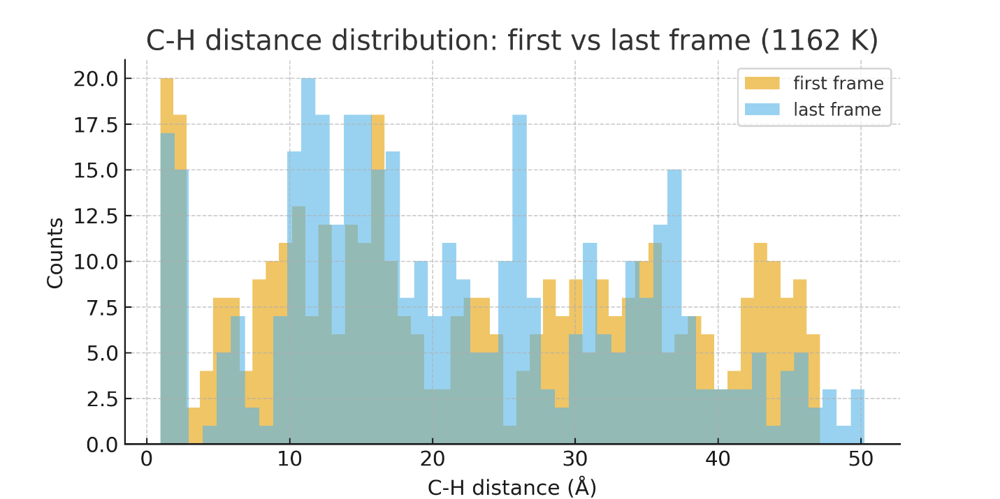 C-H distance distribution: first vs last frame (1162 K)
first frame
last frame
20.0
17.5
15.0
12.5
10.0
7.5
5.0
2.5
0.0
Counts
0 10 20 30 40 50
C-H distance (Å)